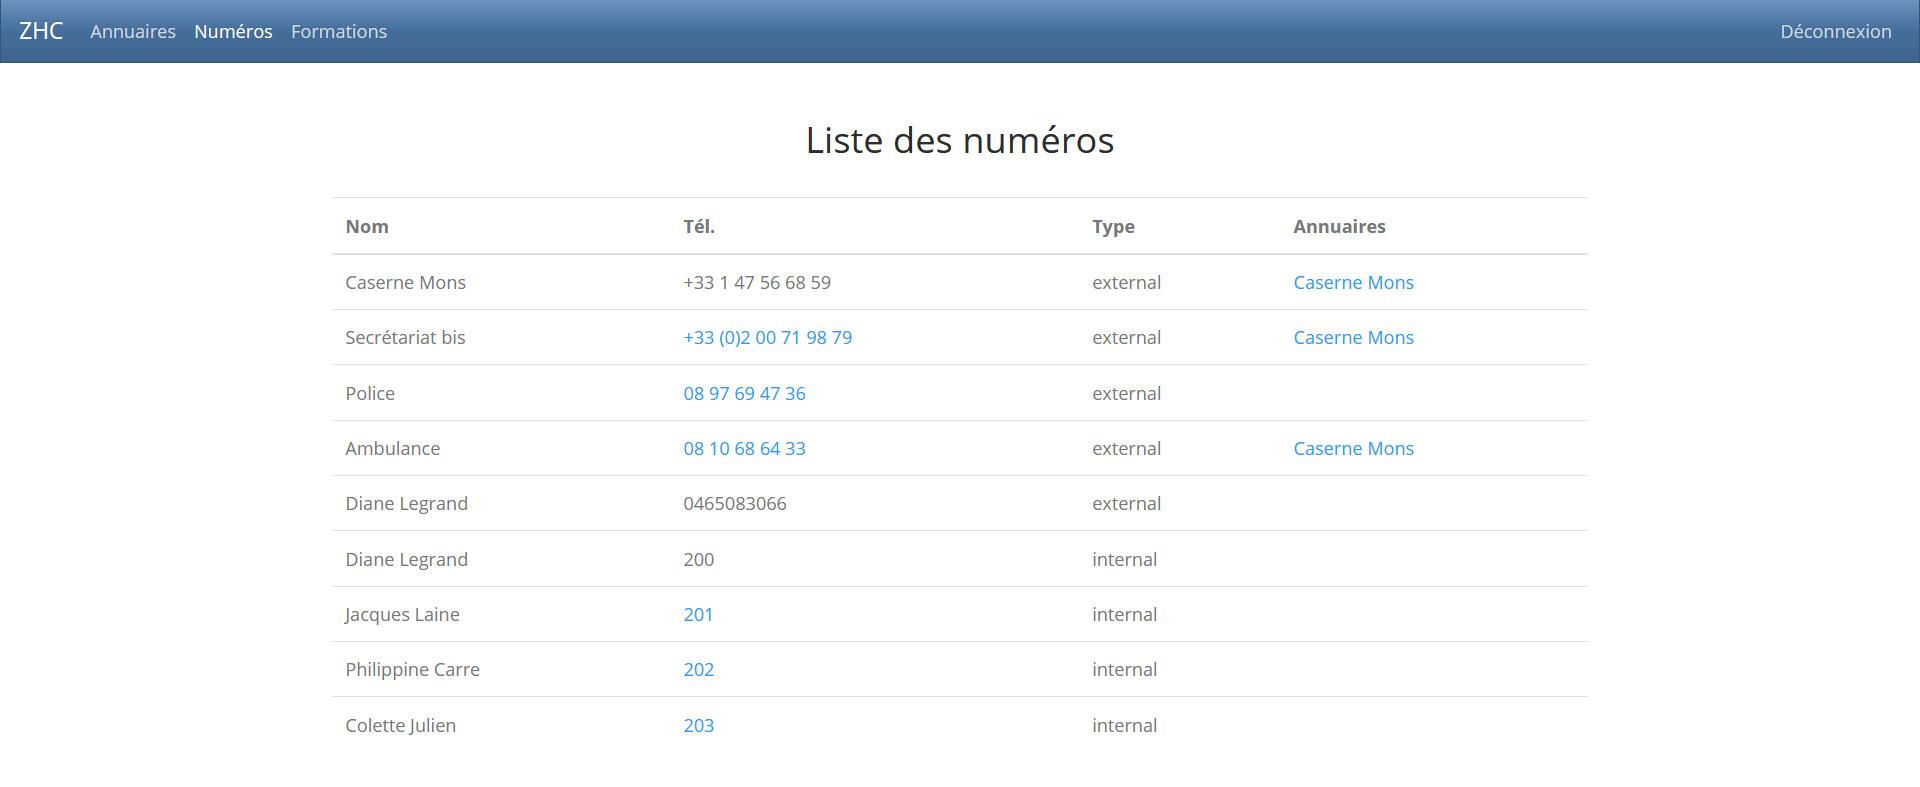 ZHC Annuaires Numéros Formations Déconnexion
Liste des numéros
Nom Tél. Type Annuaires
Caserne Mons +33 1 47 56 68 59 external Caserne Mons
Secrétariat bis +33 (0)2 00 71 98 79 external Caserne Mons
Police 08 97 69 47 36 external
Ambulance 08 10 68 64 33 external Caserne Mons
Diane Legrand 0465083066 external
Diane Legrand 200 internal
Jacques Laine 201 internal
Philippine Carre 202 internal
Colette Julien 203 internal